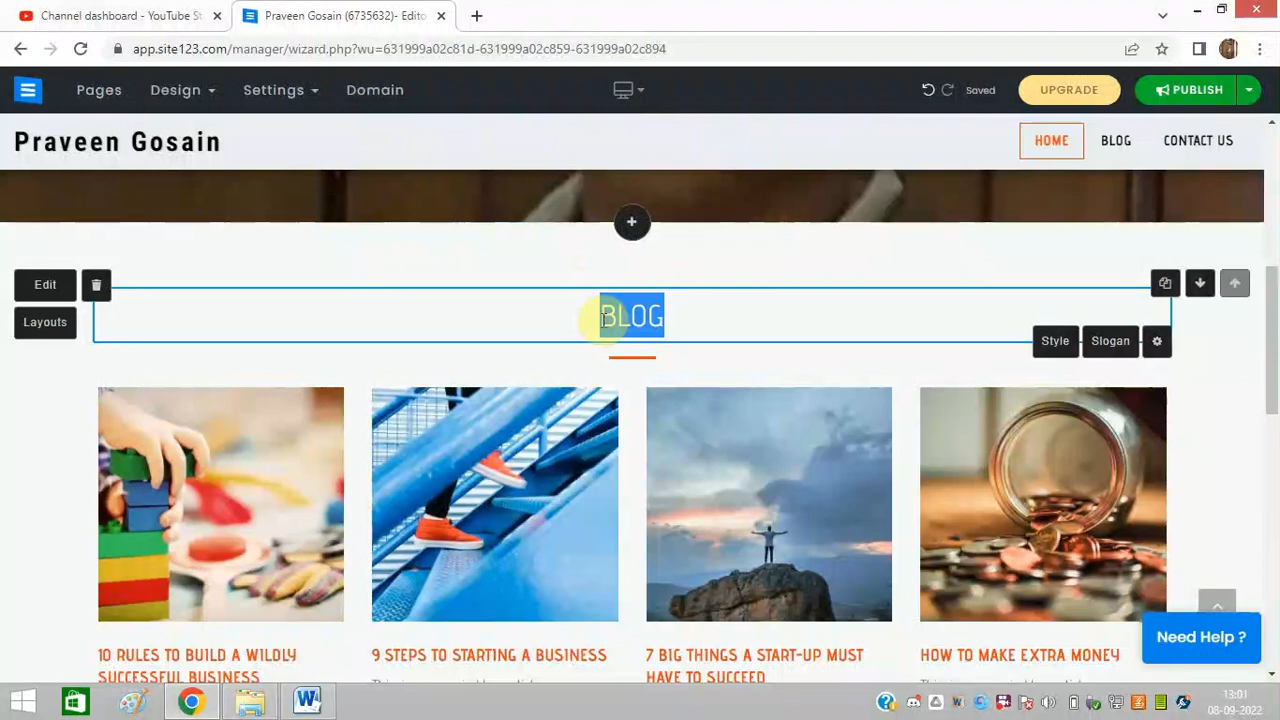 Channel dashboard - YouTube St
Praveen Gosain (6735632)- Edito
app.site123.com/manager/wizard.php?wu=631999a02c81d-631999a02c859-631999a02c894
Pages Design Settings Domain Saved UPGRADE PUBLISH
Praveen Gosain HOME BLOG CONTACT US
Edit
Layouts
BLOG
Style Slogan
10 RULES TO BUILD A WILDLY
SUCCESSFUL BUSINESS
9 STEPS TO STARTING A BUSINESS
7 BIG THINGS A START-UP MUST
HAVE TO SUCCEED
HOW TO MAKE EXTRA MONEY
Need Help ?
13:01
08-09-2022